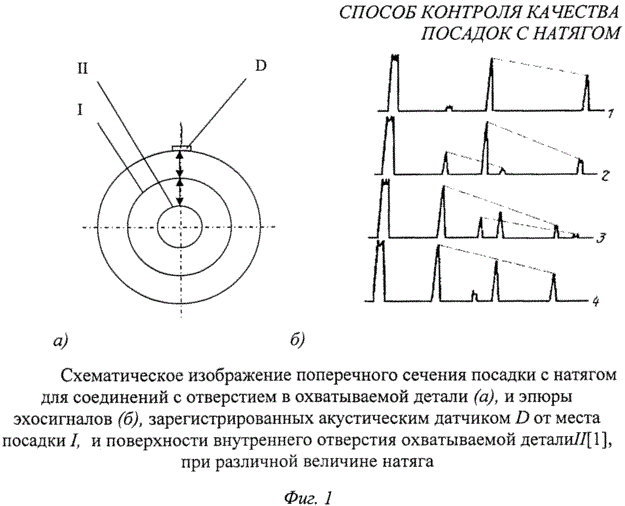 СПОСОБ КОНТРОЛЯ КАЧЕСТВА
ПОСАДОК С НАТЯГОМ
II
D
I
1
2
3
4
а)
б)
Схематическое изображение поперечного сечения посадки с натягом
для соединений с отверстием в охватываемой детали (а), и эпюры
эхосигналов (б), зарегистрированных акустическим датчиком D от места
посадки I, и поверхности внутреннего отверстия охватываемой деталиII[1],
при различной величине натяга
Фиг. 1